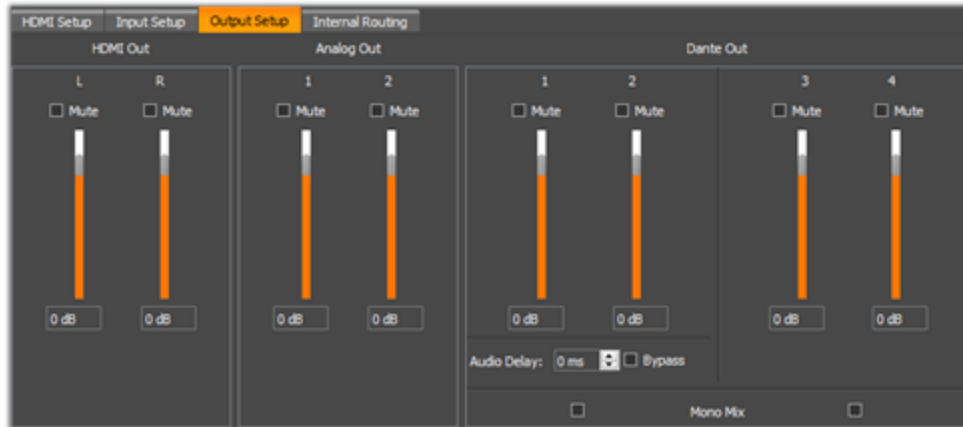 HDMI Setup Input Setup Output Setup Internal Routing
HDMI Out Analog Out Dante Out
L R 1 2 1 2 3 4
Mute Mute Mute Mute Mute Mute Mute Mute
0 dB 0 dB 0 dB 0 dB 0 dB 0 dB 0 dB 0 dB
Audio Delay: 0 ms Bypass
Mono Mix